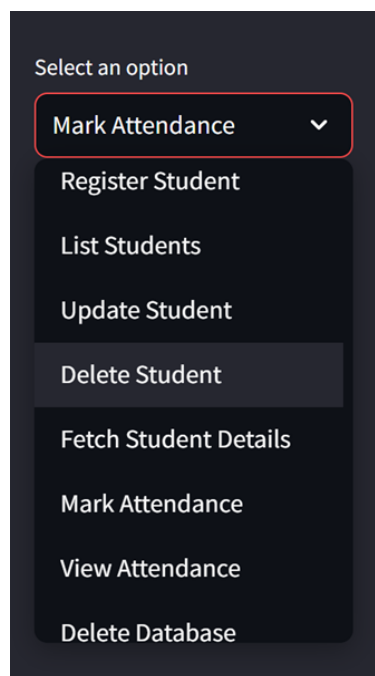 Select an option
Mark Attendance
Register Student
List Students
Update Student
Delete Student
Fetch Student Details
Mark Attendance
View Attendance
Delete Database